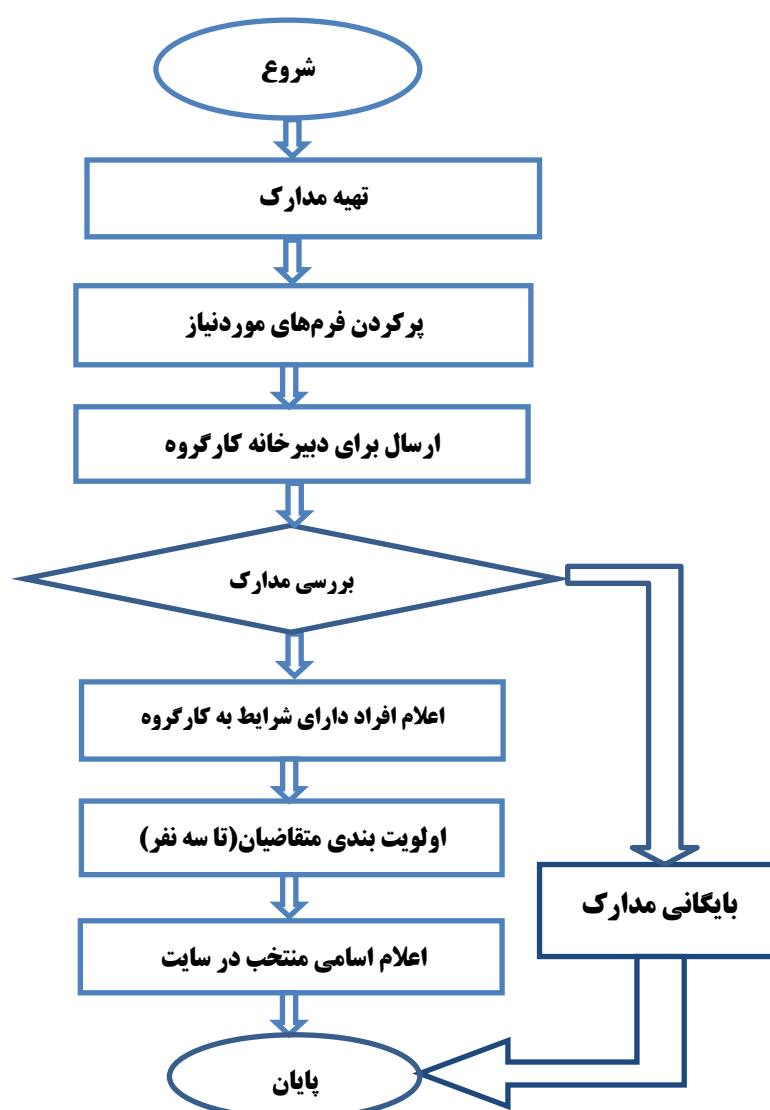 شروع
تهیه مدارک
پرکردن فرم‌های موردنیاز
ارسال برای دبیرخانه کارگروه
بررسی مدارک
اعلام افراد دارای شرایط به کارگروه
اولویت بندی متقاضیان(تا سه نفر)
بایگانی مدارک
اعلام اسامی منتخب در سایت
پایان